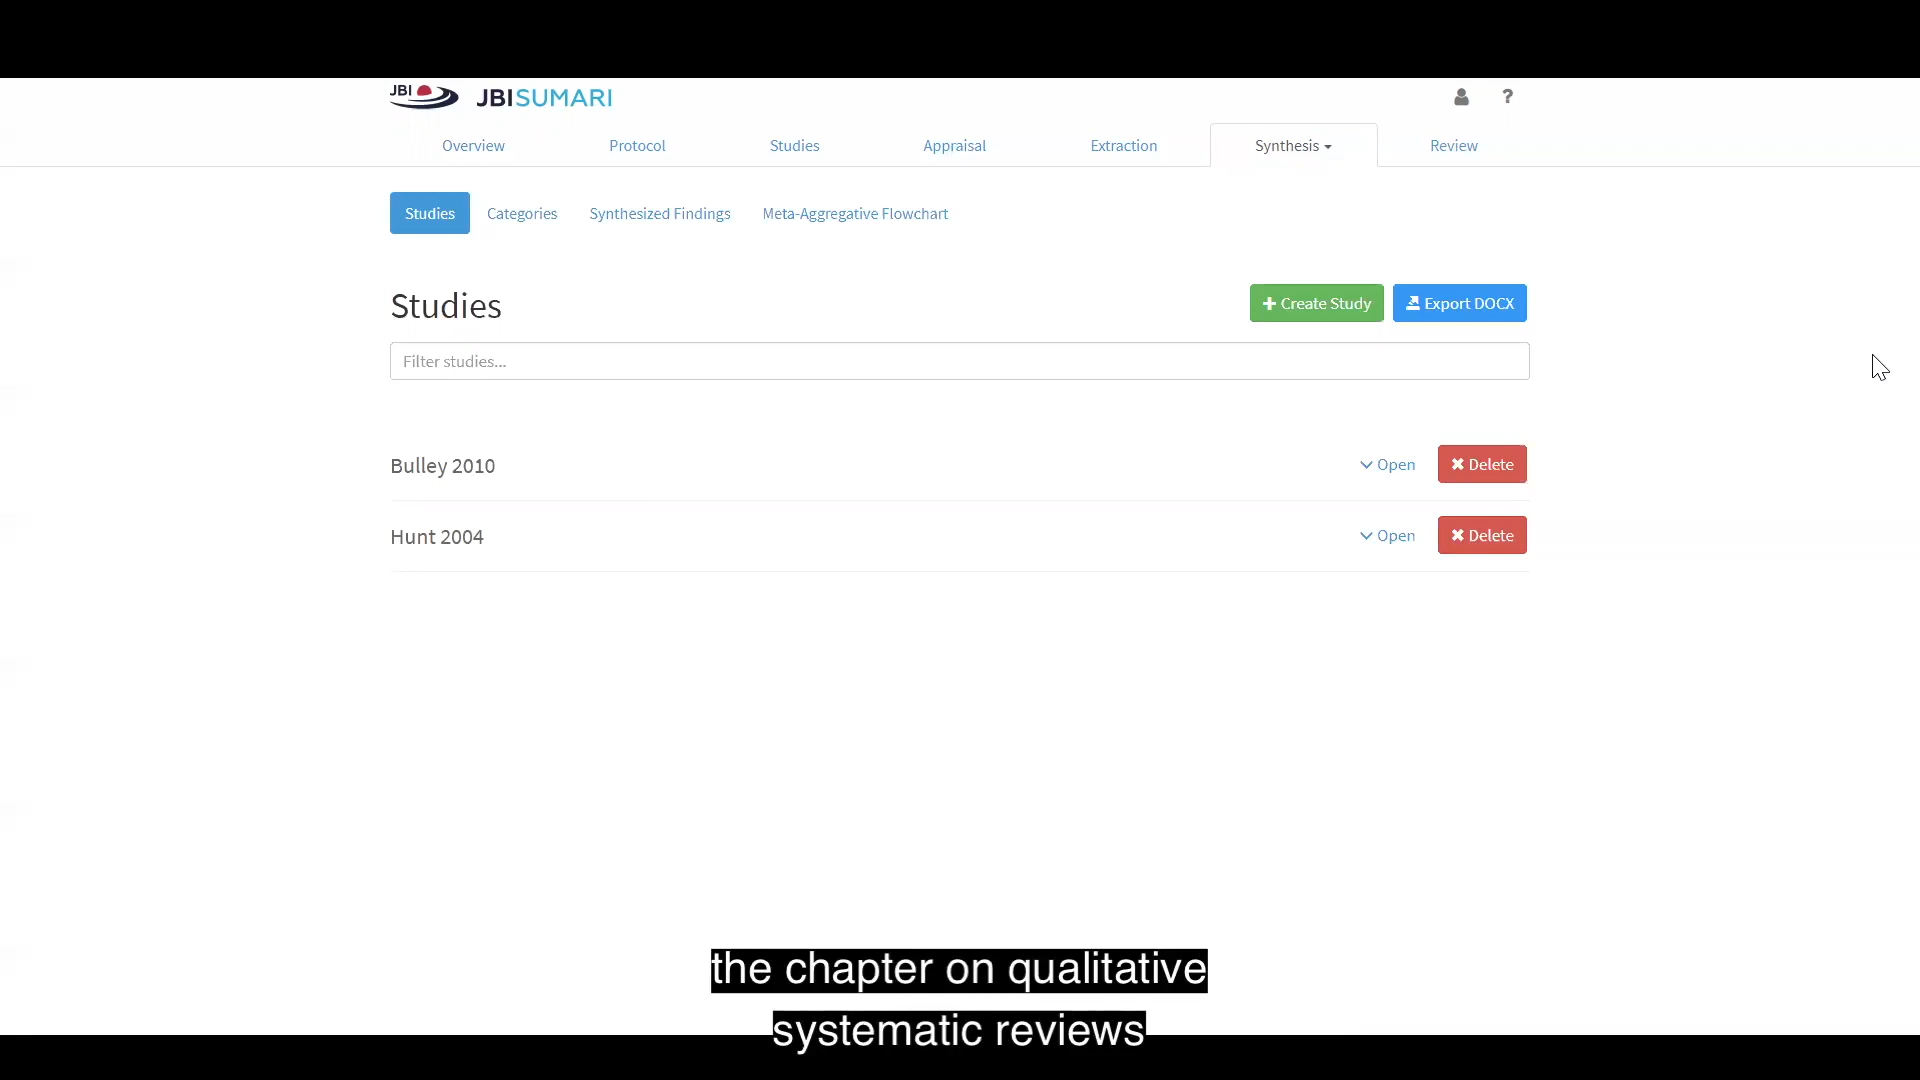 JBI JBISUMARI ?
Overview Protocol Studies Appraisal Extraction Synthesis Review
Studies Categories Synthesized Findings Meta-Aggregative Flowchart
Studies Create Study Export DOCX
Filter studies...
Bulley 2010 Open Delete
Hunt 2004 Open Delete
the chapter on qualitative
systematic reviews